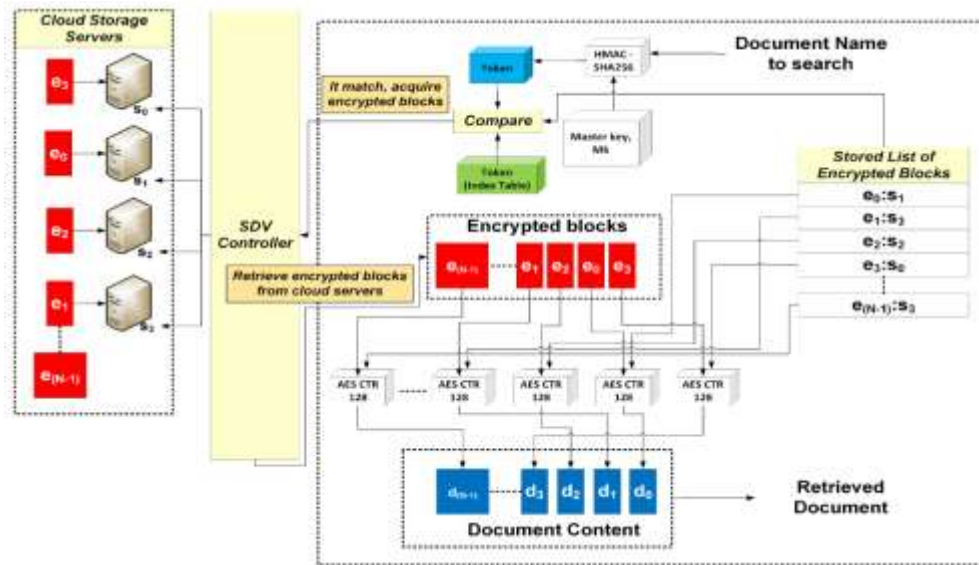 Cloud Storage
Servers
e3
s0
e0
s1
e2
s2
e1
s3
e(N-1)
SDV
Controller
It match, acquire
encrypted blocks
Retrieve encrypted blocks
from cloud servers
Token
HMAC -
SHA256
Document Name
to search
Compare
Master key,
Token
(Index Table)
Stored List of
Encrypted Blocks
e0:s1
e1:s3
e2:s2
e3:s0
e(N-1):s3
Encrypted blocks
e(N-1)
e1
e2
e0
e3
AES CTR
128
AES CTR
128
AES CTR
128
AES CTR
128
AES CTR
128
d(N-1)
d3
d2
d1
d0
Document Content
Retrieved
Document